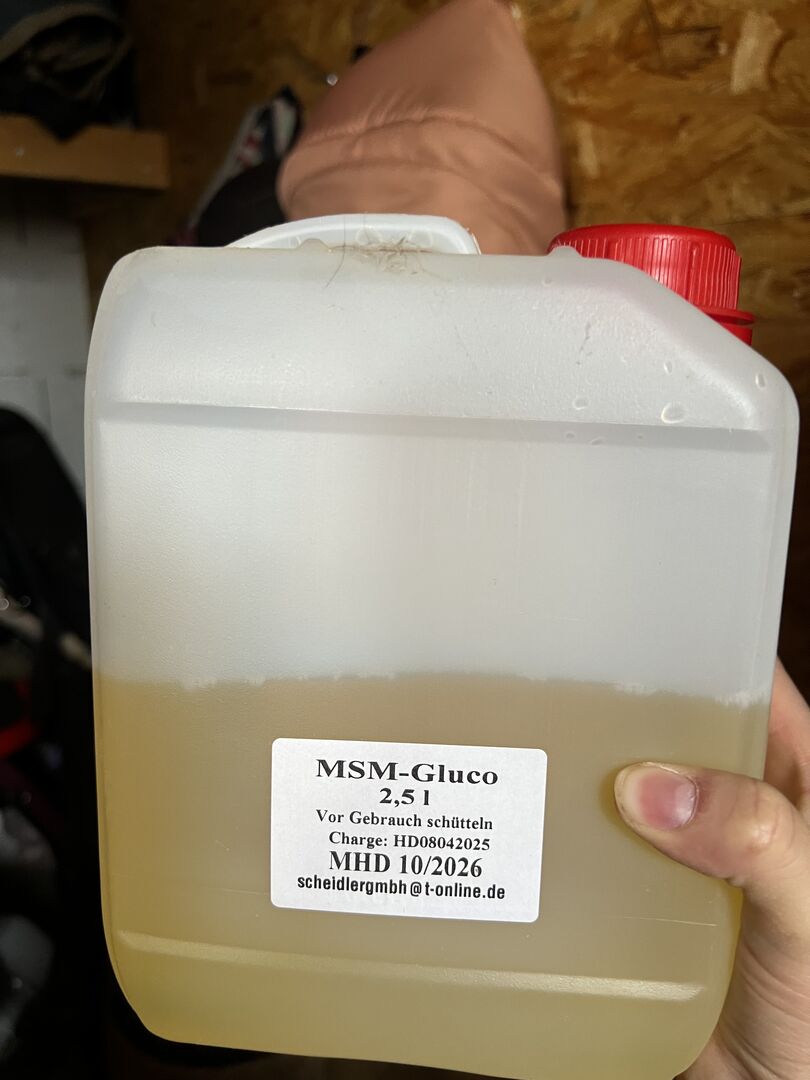 MSM-Gluco
2,5 l
Vor Gebrauch schütteln
Charge: HD08042025
MHD 10/2026
scheidlergmbh@t-online.de